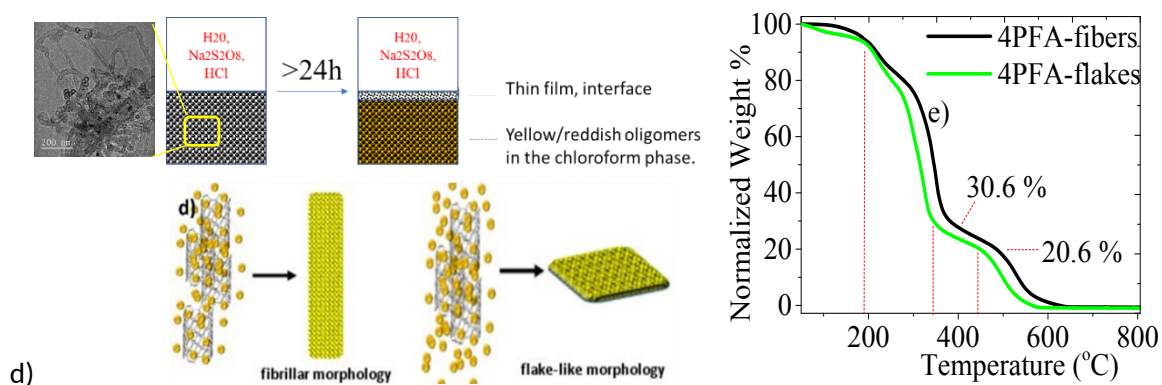 H20,
Na2S2O8,
HCl
>24h
H20,
Na2S2O8,
HCl
Thin film, interface
Yellow/reddish oligomers
in the chloroform phase.
200 nm
d)
fibrillar morphology
flake-like morphology
d)
Normalized Weight %
100
80
60
40
20
0
4PFA-fibers
4PFA-flakes
e)
30.6 %
20.6 %
200
400
600
800
Temperature (°C)